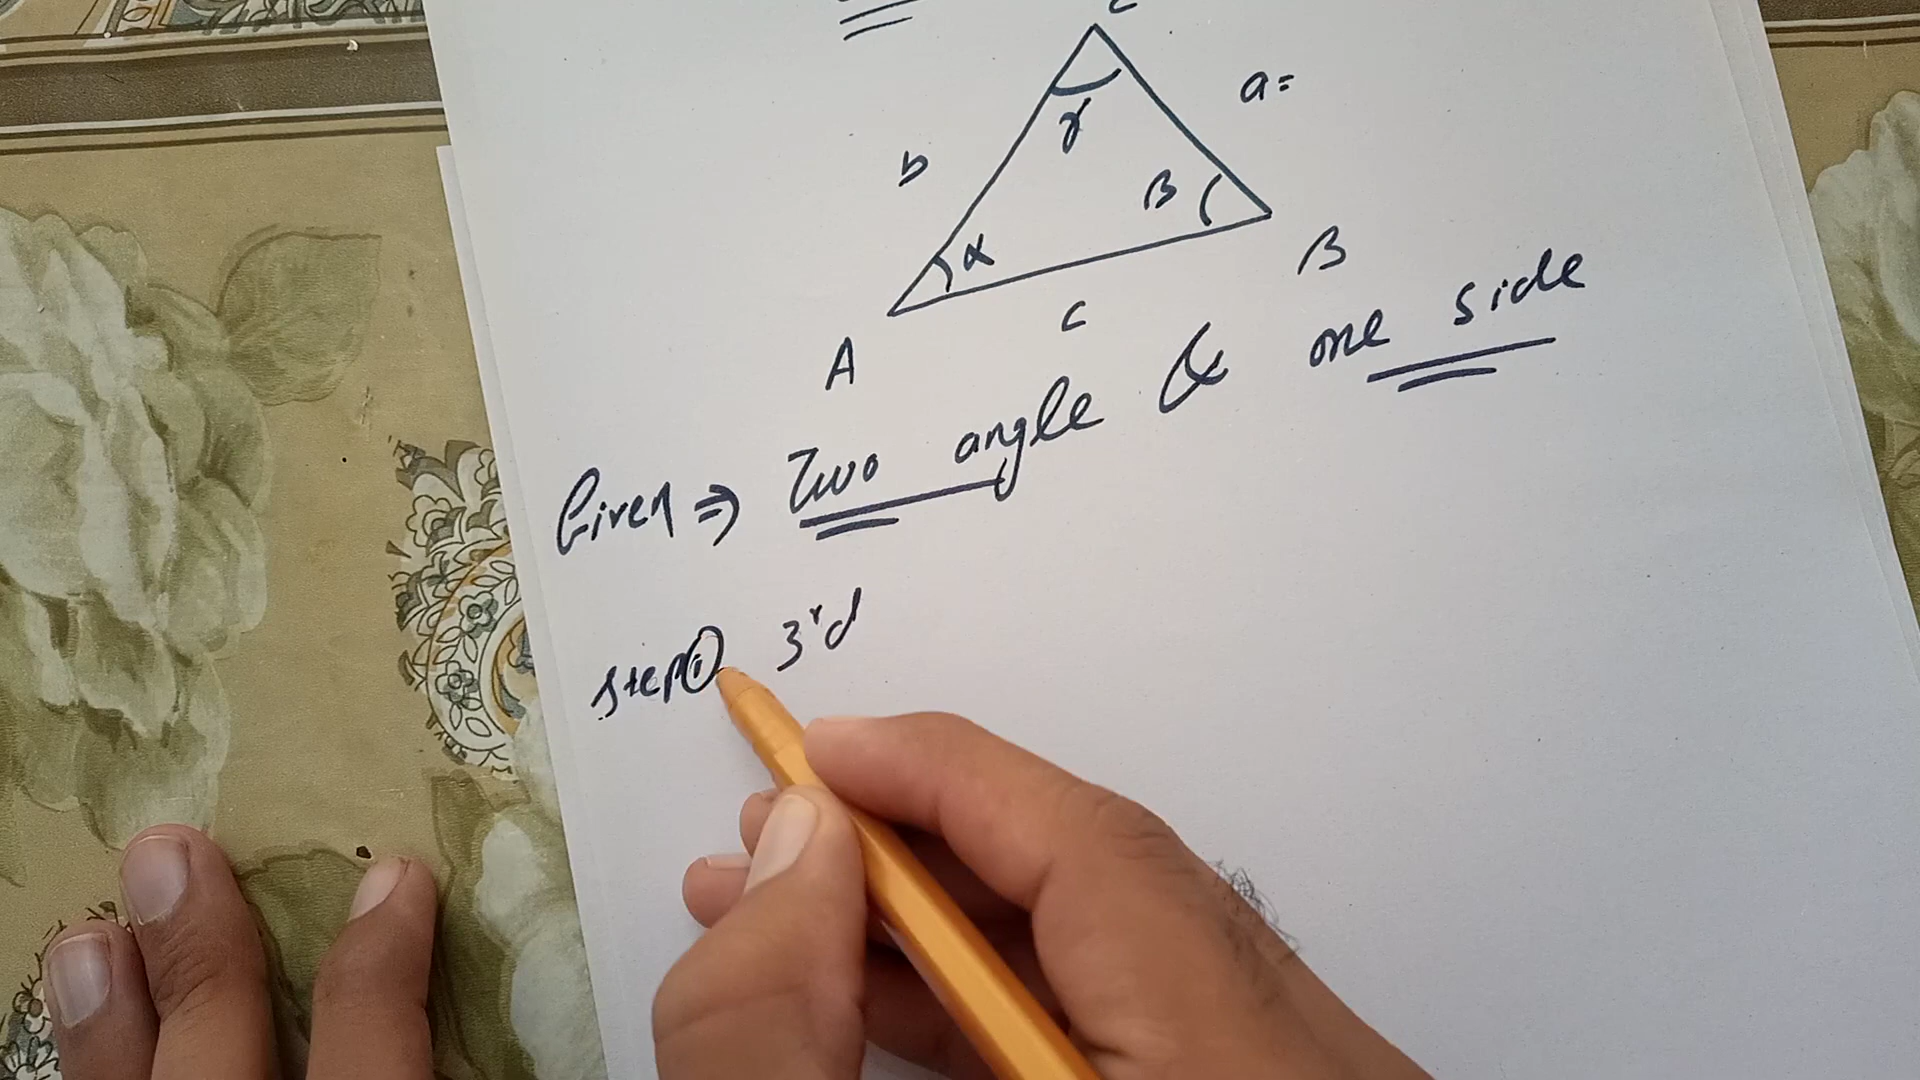 C
a=
b
γ
β
α
B
c
A
Given ⇒ Two angle & one side
step① 3rd